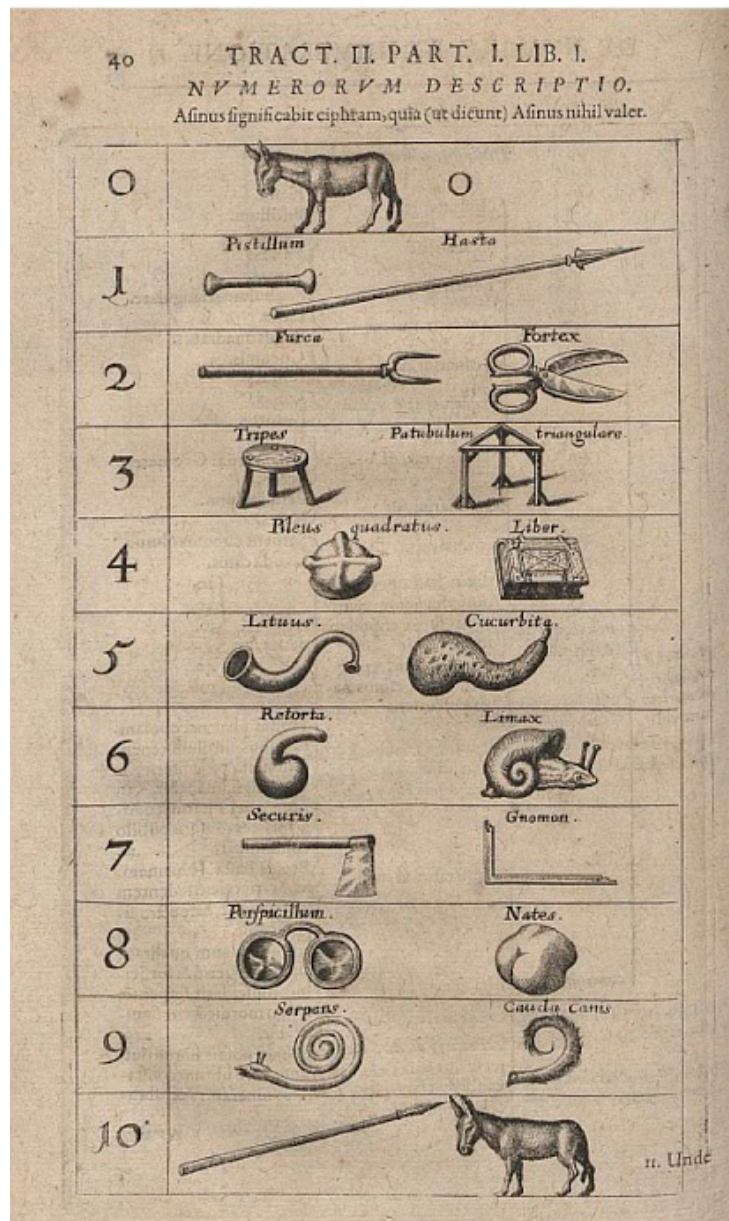 40 TRACT. II. PART. I. LIB. I.
NVMERORVM DESCRIPTIO.
Aſinus ſignificabit ciphram, quia (ut dicunt) Aſinus nihil valet.
0 0
Pistillum Hasta
1
Furca Fortex
2
Tripes Patubulum triangulare.
3
Pileus quadratus. Liber.
4
Lituus. Cucurbita.
5
Retorta. Limax
6
Securis. Gnomon.
7
Perſpicillum. Nates.
8
Serpens. Cauda Canis
9
10
11. Unde